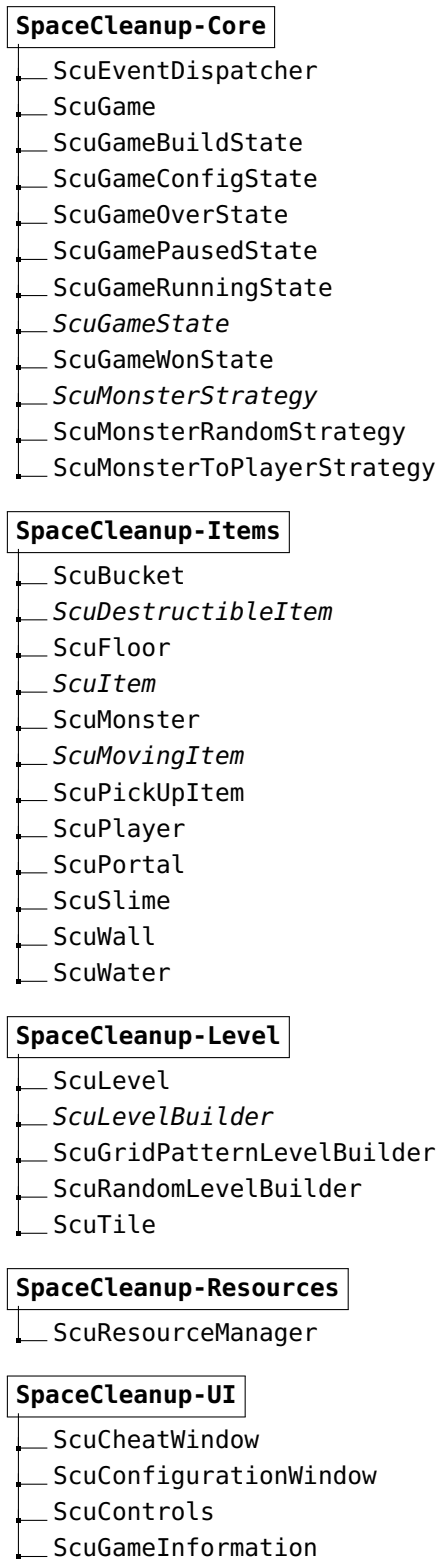 SpaceCleanup-Core
ScuEventDispatcher
ScuGame
ScuGameBuildState
ScuGameConfigState
ScuGameOverState
ScuGamePausedState
ScuGameRunningState
ScuGameState
ScuGameWonState
ScuMonsterStrategy
ScuMonsterRandomStrategy
ScuMonsterToPlayerStrategy
SpaceCleanup-Items
ScuBucket
ScuDestructibleItem
ScuFloor
ScuItem
ScuMonster
ScuMovingItem
ScuPickUpItem
ScuPlayer
ScuPortal
ScuSlime
ScuWall
ScuWater
SpaceCleanup-Level
ScuLevel
ScuLevelBuilder
ScuGridPatternLevelBuilder
ScuRandomLevelBuilder
ScuTile
SpaceCleanup-Resources
ScuResourceManager
SpaceCleanup-UI
ScuCheatWindow
ScuConfigurationWindow
ScuControls
ScuGameInformation